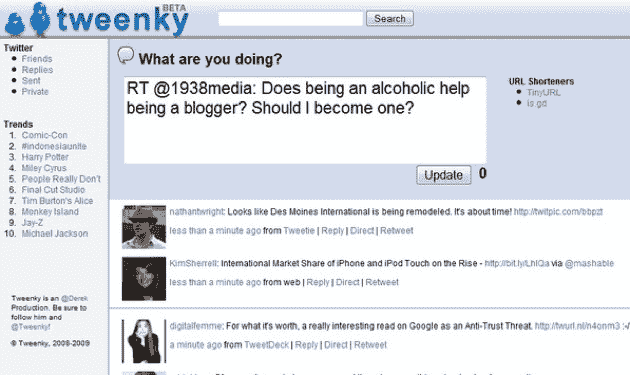 BETA
tweenky
Search
Twitter
Friends
Replies
Sent
Private
Trends
1. Comic-Con
2. #indonesiaunite
3. Harry Potter
4. Miley Cyrus
5. People Really Don't
6. Final Cut Studio
7. Tim Burton's Alice
8. Monkey Island
9. Jay-Z
10. Michael Jackson
Tweenky is an @Derek
Production. Be sure to
follow him and
@Tweenky!
© Tweenky, 2008-2009
What are you doing?
RT @1938media: Does being an alcoholic help
being a blogger? Should I become one?
Update 0
URL Shorteners
TinyURL
is.gd
nathantwright: Looks like Des Moines International is being remodeled. It's about time! http://twitpic.com/bbpzt
less than a minute ago from Tweetie | Reply | Direct | Retweet
KimSherrell: International Market Share of iPhone and iPod Touch on the Rise - http://bit.ly/LhIQa via @mashable
less than a minute ago from web | Reply | Direct | Retweet
digitalfemme: For what it's worth, a really interesting read on Google as an Anti-Trust Threat. http://twurl.nl/n4onm3 :-/
a minute ago from TweetDeck | Reply | Direct | Retweet